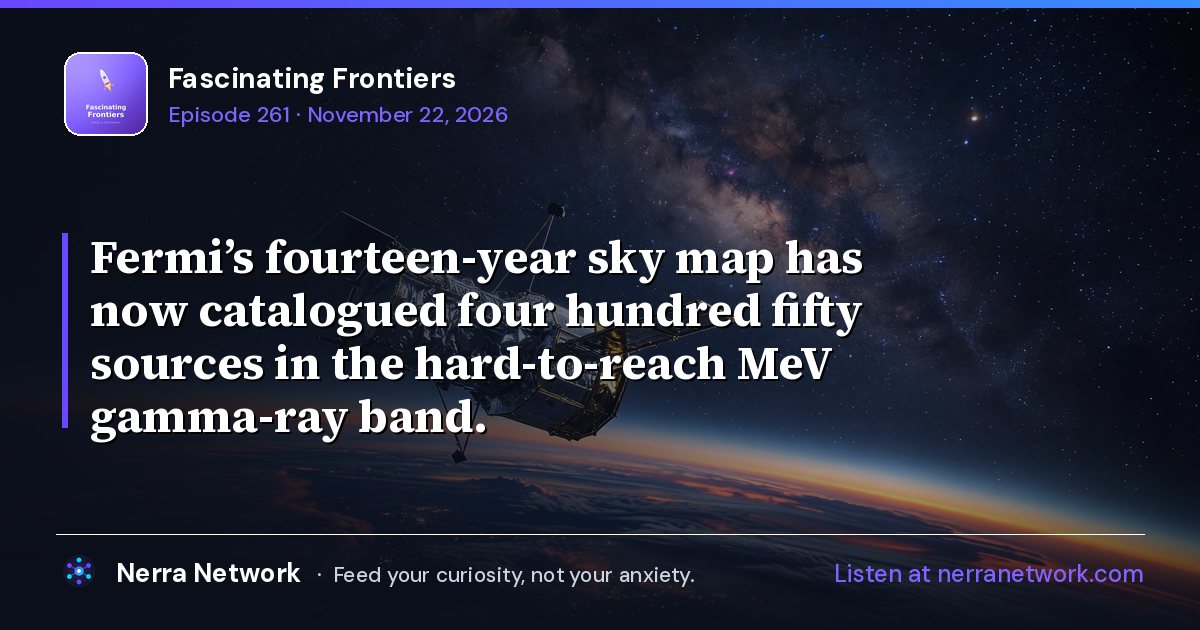 Fascinating Frontiers
Episode 261 · November 22, 2026
Fascinating
Frontiers
Fermi’s fourteen-year sky map has
now catalogued four hundred fifty
sources in the hard-to-reach MeV
gamma-ray band.
Nerra Network · Feed your curiosity, not your anxiety.
Listen at nerranetwork.com